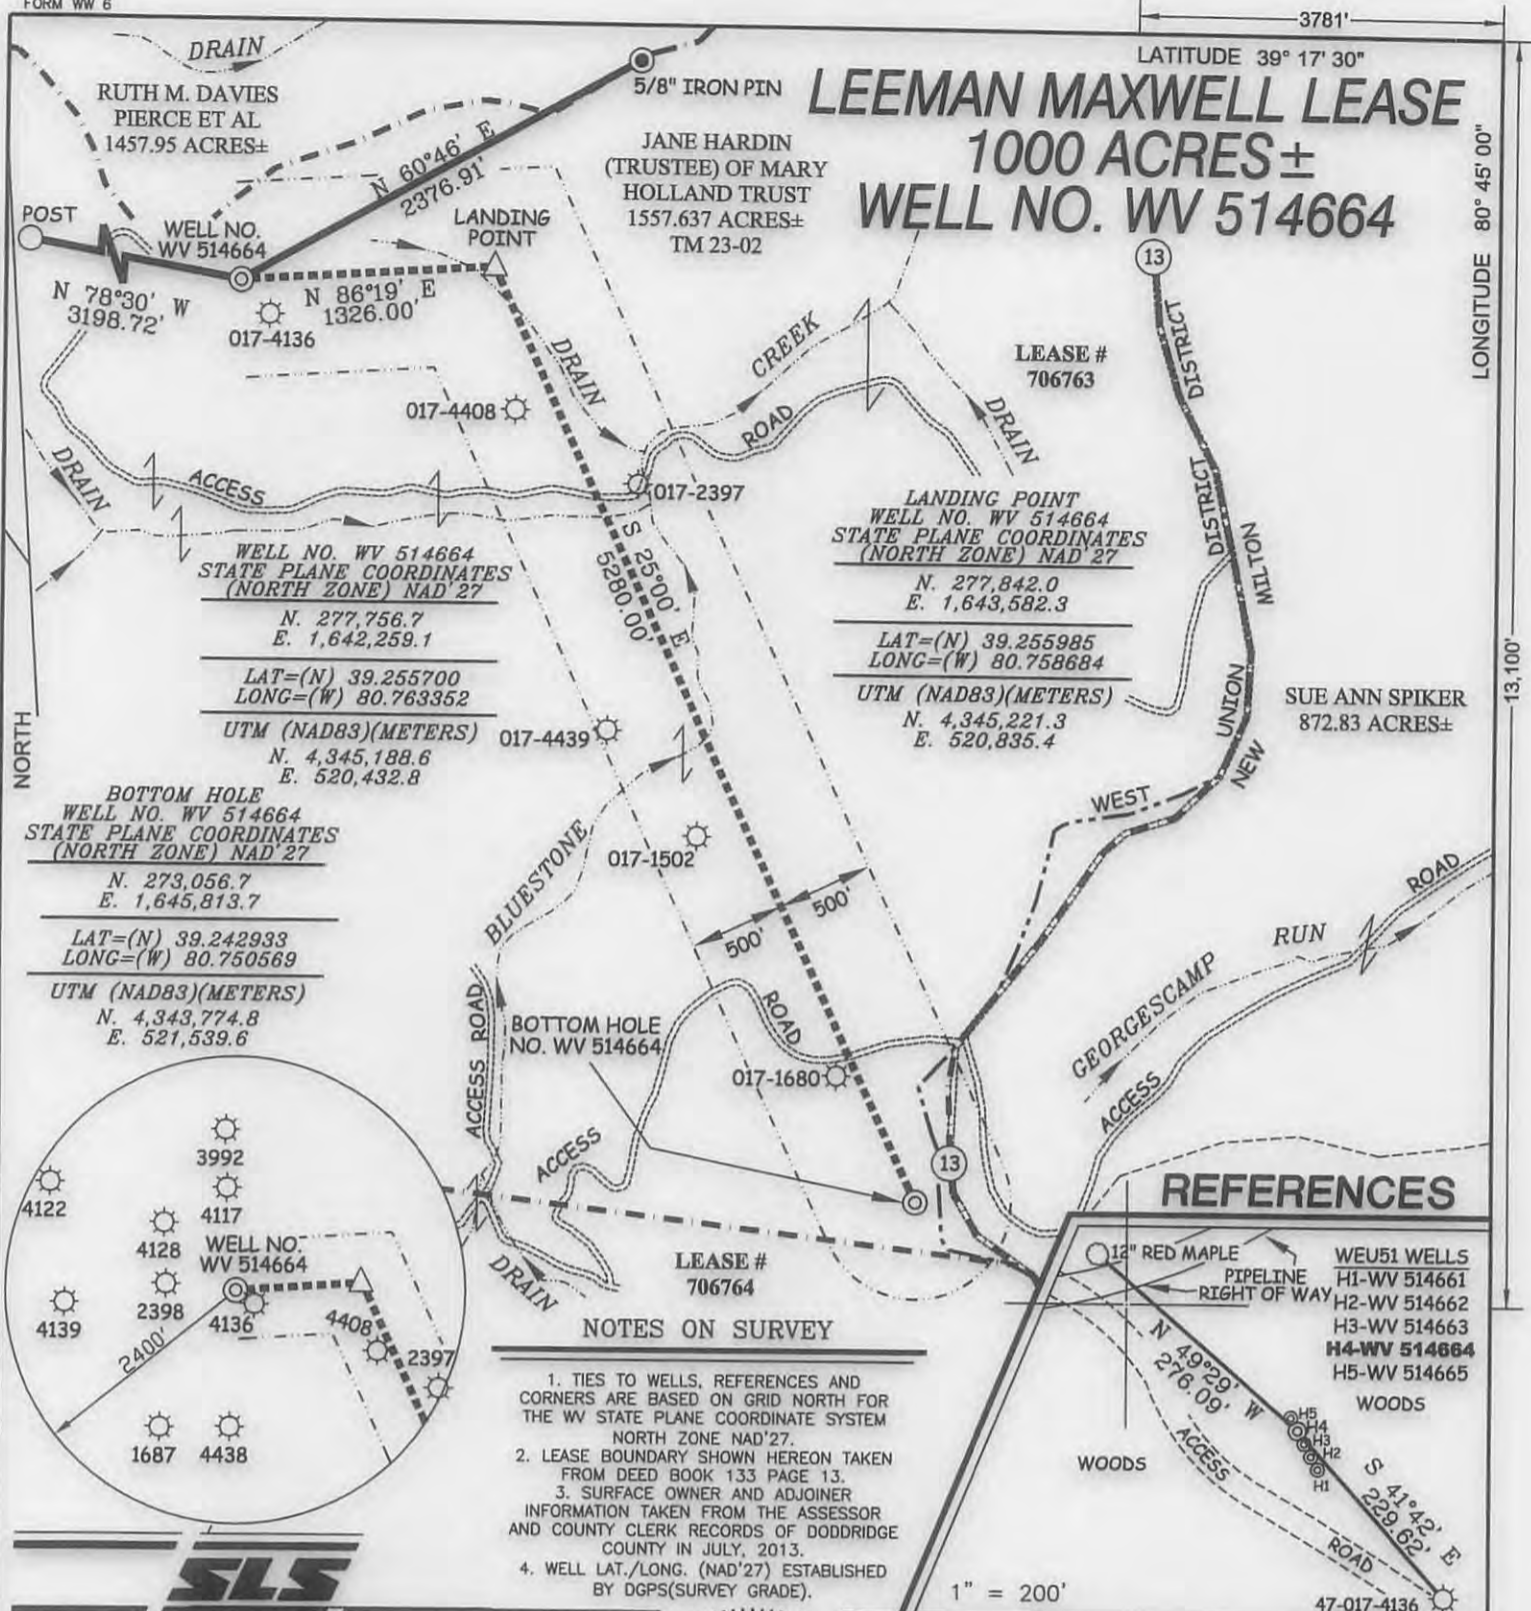 FORM WW 6
3781'
LATITUDE 39° 17' 30"
LEEMAN MAXWELL LEASE
1000 ACRES ±
WELL NO. WV 514664
LONGITUDE 80° 45' 00"
13,100'
DRAIN
RUTH M. DAVIES
PIERCE ET AL
1457.95 ACRES±
5/8" IRON PIN
N 60°46' E
2376.91'
JANE HARDIN
(TRUSTEE) OF MARY
HOLLAND TRUST
1557.637 ACRES±
TM 23-02
POST
WELL NO.
WV 514664
LANDING
POINT
N 78°30' W
3198.72'
N 86°19' E
1326.00'
017-4136
13
DISTRICT
DISTRICT
LEASE #
706763
CREEK
DRAIN
017-4408
ROAD
DRAIN
DRAIN
ACCESS
017-2397
S 25°00' E
5280.00'
WELL NO. WV 514664
STATE PLANE COORDINATES
(NORTH ZONE) NAD'27
N. 277,756.7
E. 1,642,259.1
LAT=(N) 39.255700
LONG=(W) 80.763352
UTM (NAD83)(METERS)
N. 4,345,188.6
E. 520,432.8
LANDING POINT
WELL NO. WV 514664
STATE PLANE COORDINATES
(NORTH ZONE) NAD'27
N. 277,842.0
E. 1,643,582.3
LAT=(N) 39.255985
LONG=(W) 80.758684
UTM (NAD83)(METERS)
N. 4,345,221.3
E. 520,835.4
MILTON
UNION
NEW
WEST
SUE ANN SPIKER
872.83 ACRES±
NORTH
017-4439
BOTTOM HOLE
WELL NO. WV 514664
STATE PLANE COORDINATES
(NORTH ZONE) NAD'27
N. 273,056.7
E. 1,645,813.7
LAT=(N) 39.242933
LONG=(W) 80.750569
UTM (NAD83)(METERS)
N. 4,343,774.8
E. 521,539.6
017-1502
BLUESTONE
500'
500'
ROAD
GEORGESCAMP
RUN
ACCESS
ACCESS ROAD
BOTTOM HOLE
NO. WV 514664
ROAD
017-1680
ACCESS
13
DRAIN
3992
4122
4117
4128
WELL NO.
WV 514664
2398
4139
4136
4408
2397
2400'
1687
4438
LEASE #
706764
NOTES ON SURVEY
1. TIES TO WELLS, REFERENCES AND
CORNERS ARE BASED ON GRID NORTH FOR
THE WV STATE PLANE COORDINATE SYSTEM
NORTH ZONE NAD'27.
2. LEASE BOUNDARY SHOWN HEREON TAKEN
FROM DEED BOOK 133 PAGE 13.
3. SURFACE OWNER AND ADJOINER
INFORMATION TAKEN FROM THE ASSESSOR
AND COUNTY CLERK RECORDS OF DODDRIDGE
COUNTY IN JULY, 2013.
4. WELL LAT./LONG. (NAD'27) ESTABLISHED
BY DGPS(SURVEY GRADE).
SLS
REFERENCES
12" RED MAPLE
PIPELINE
RIGHT OF WAY
WEU51 WELLS
H1-WV 514661
H2-WV 514662
H3-WV 514663
H4-WV 514664
H5-WV 514665
WOODS
N 49°29' W
276.09'
H5
H4
H3
H2
H1
WOODS
ACCESS
ROAD
S 41°42' E
229.62'
1" = 200'
47-017-4136